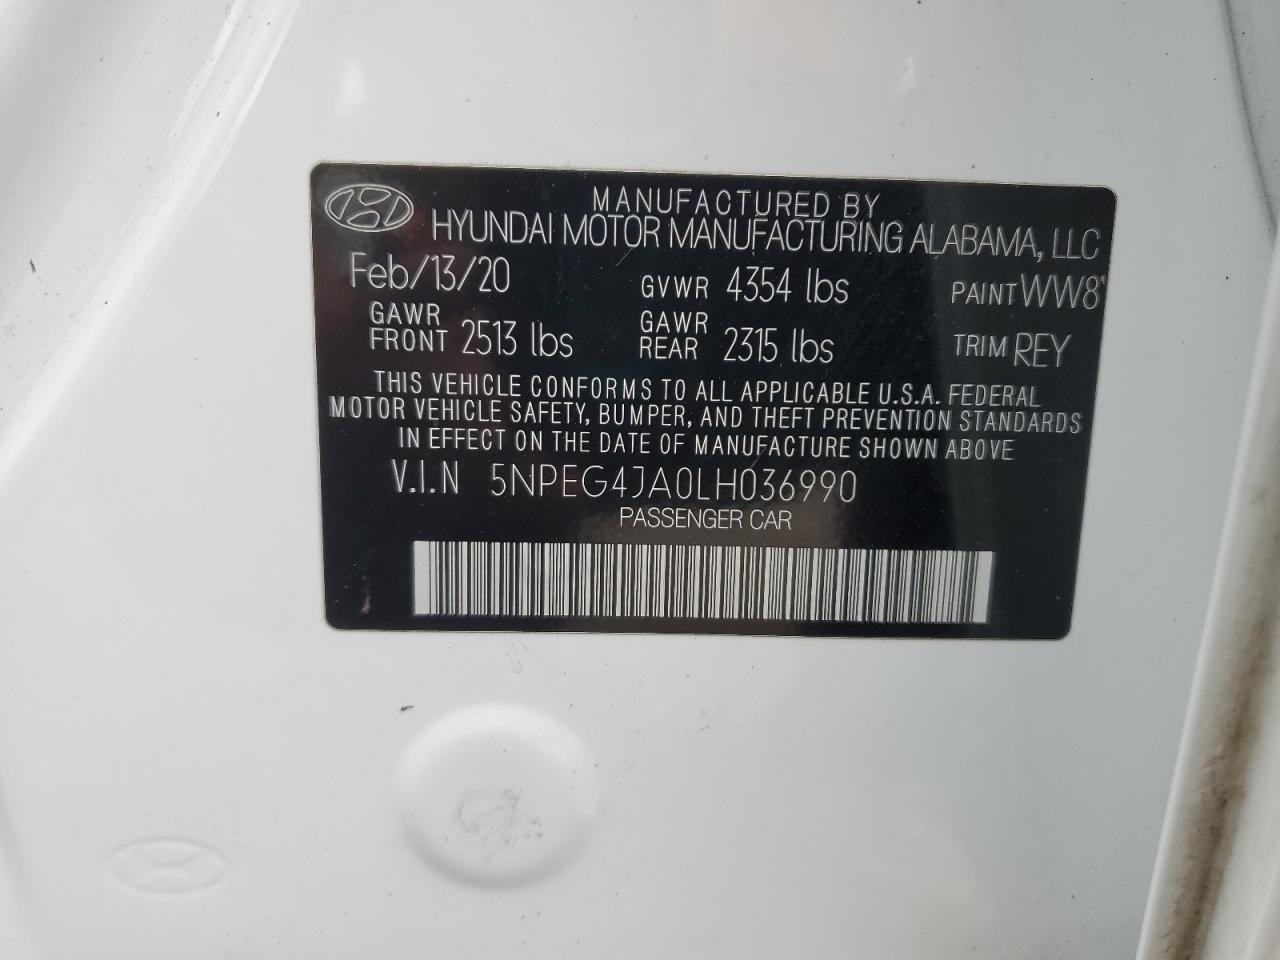 MANUFACTURED BY
HYUNDAI MOTOR MANUFACTURING ALABAMA, LLC
Feb/13/20 GVWR 4354 lbs PAINT WW8
GAWR FRONT 2513 lbs GAWR REAR 2315 lbs TRIM REY
THIS VEHICLE CONFORMS TO ALL APPLICABLE U.S.A. FEDERAL
MOTOR VEHICLE SAFETY, BUMPER, AND THEFT PREVENTION STANDARDS
IN EFFECT ON THE DATE OF MANUFACTURE SHOWN ABOVE
V.I.N 5NPEG4JA0LH036990
PASSENGER CAR